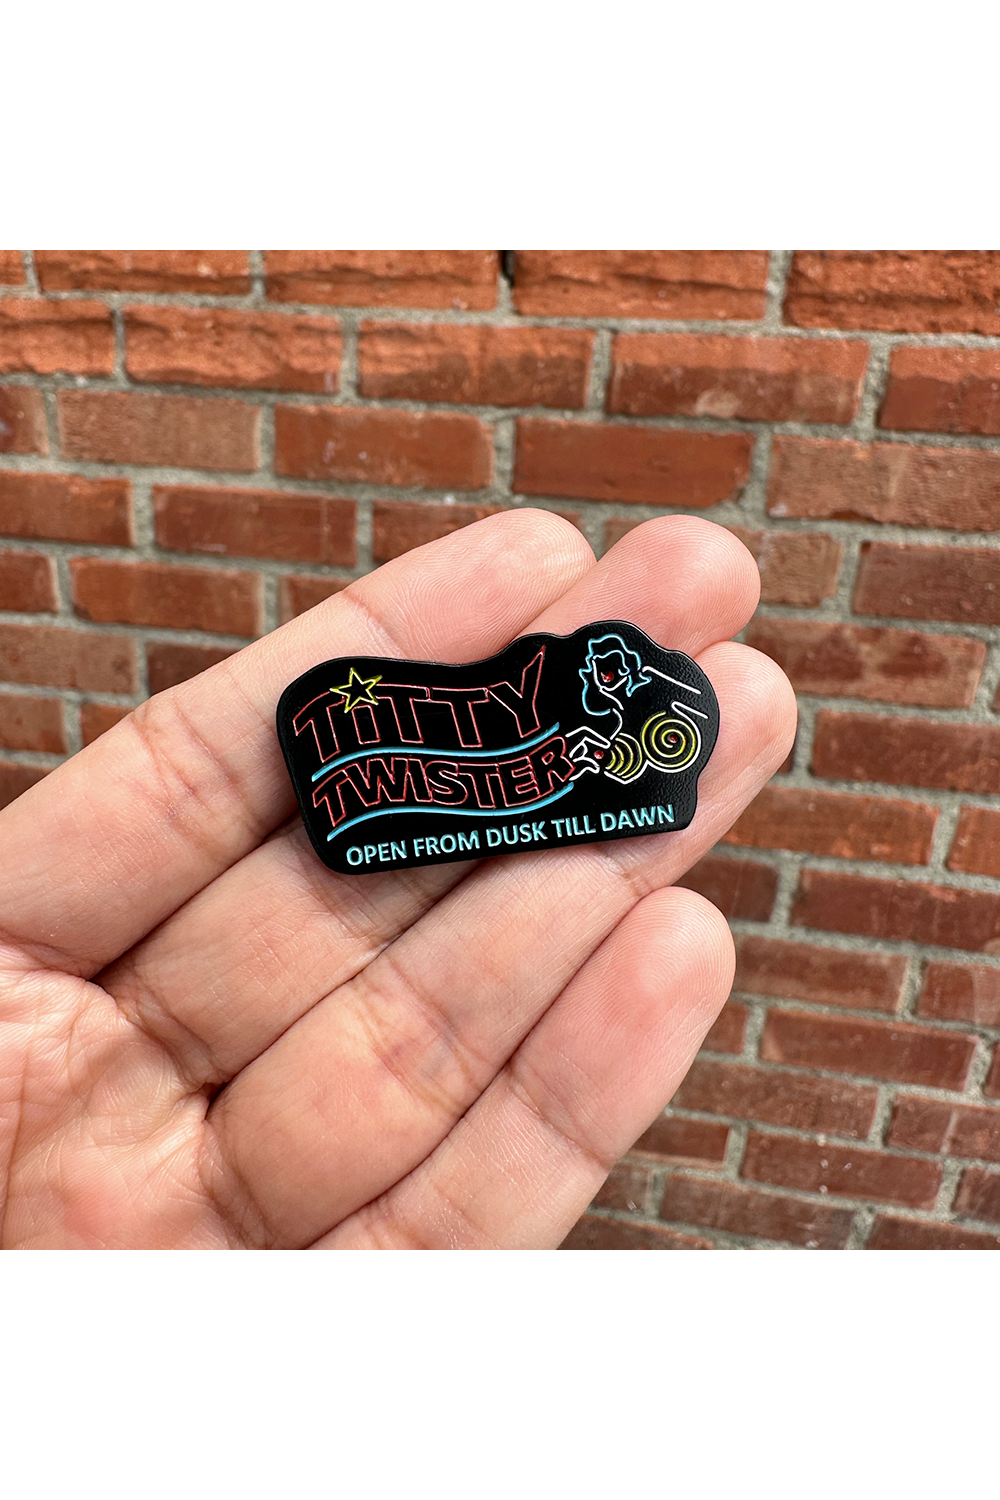 TiTTY
TWISTER
OPEN FROM DUSK TILL DAWN